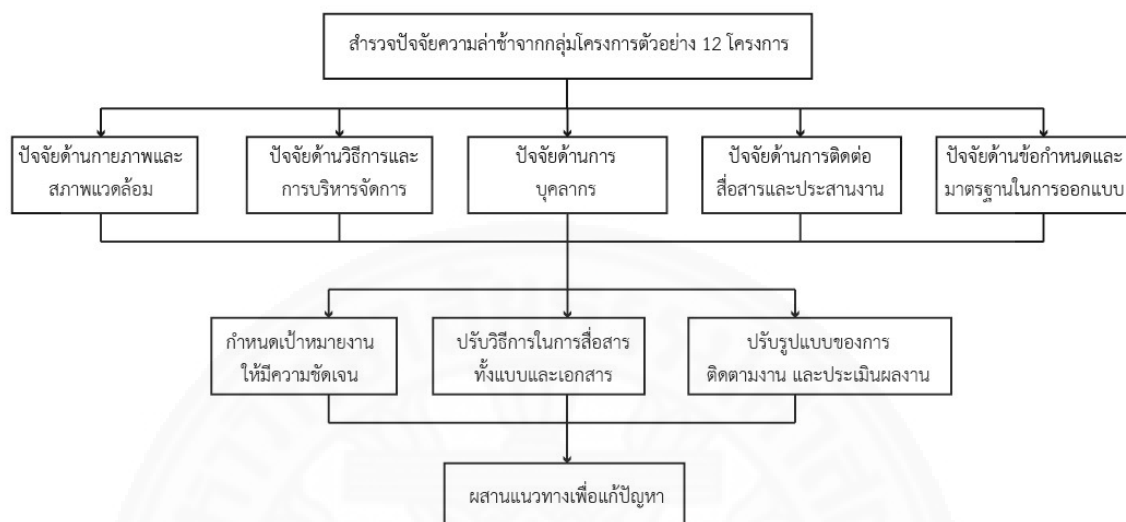 สำรวจปัจจัยความล่าช้าจากกลุ่มโครงการตัวอย่าง 12 โครงการ
ปัจจัยด้านกายภาพและ
สภาพแวดล้อม
ปัจจัยด้านวิธีการและ
การบริหารจัดการ
ปัจจัยด้านการ
บุคลากร
ปัจจัยด้านการติดต่อ
สื่อสารและประสานงาน
ปัจจัยด้านข้อกำหนดและ
มาตรฐานในการออกแบบ
กำหนดเป้าหมายงาน
ให้มีความชัดเจน
ปรับวิธีการในการสื่อสาร
ทั้งแบบและเอกสาร
ปรับรูปแบบของการ
ติดตามงาน และประเมินผลงาน
ผสานแนวทางเพื่อแก้ปัญหา